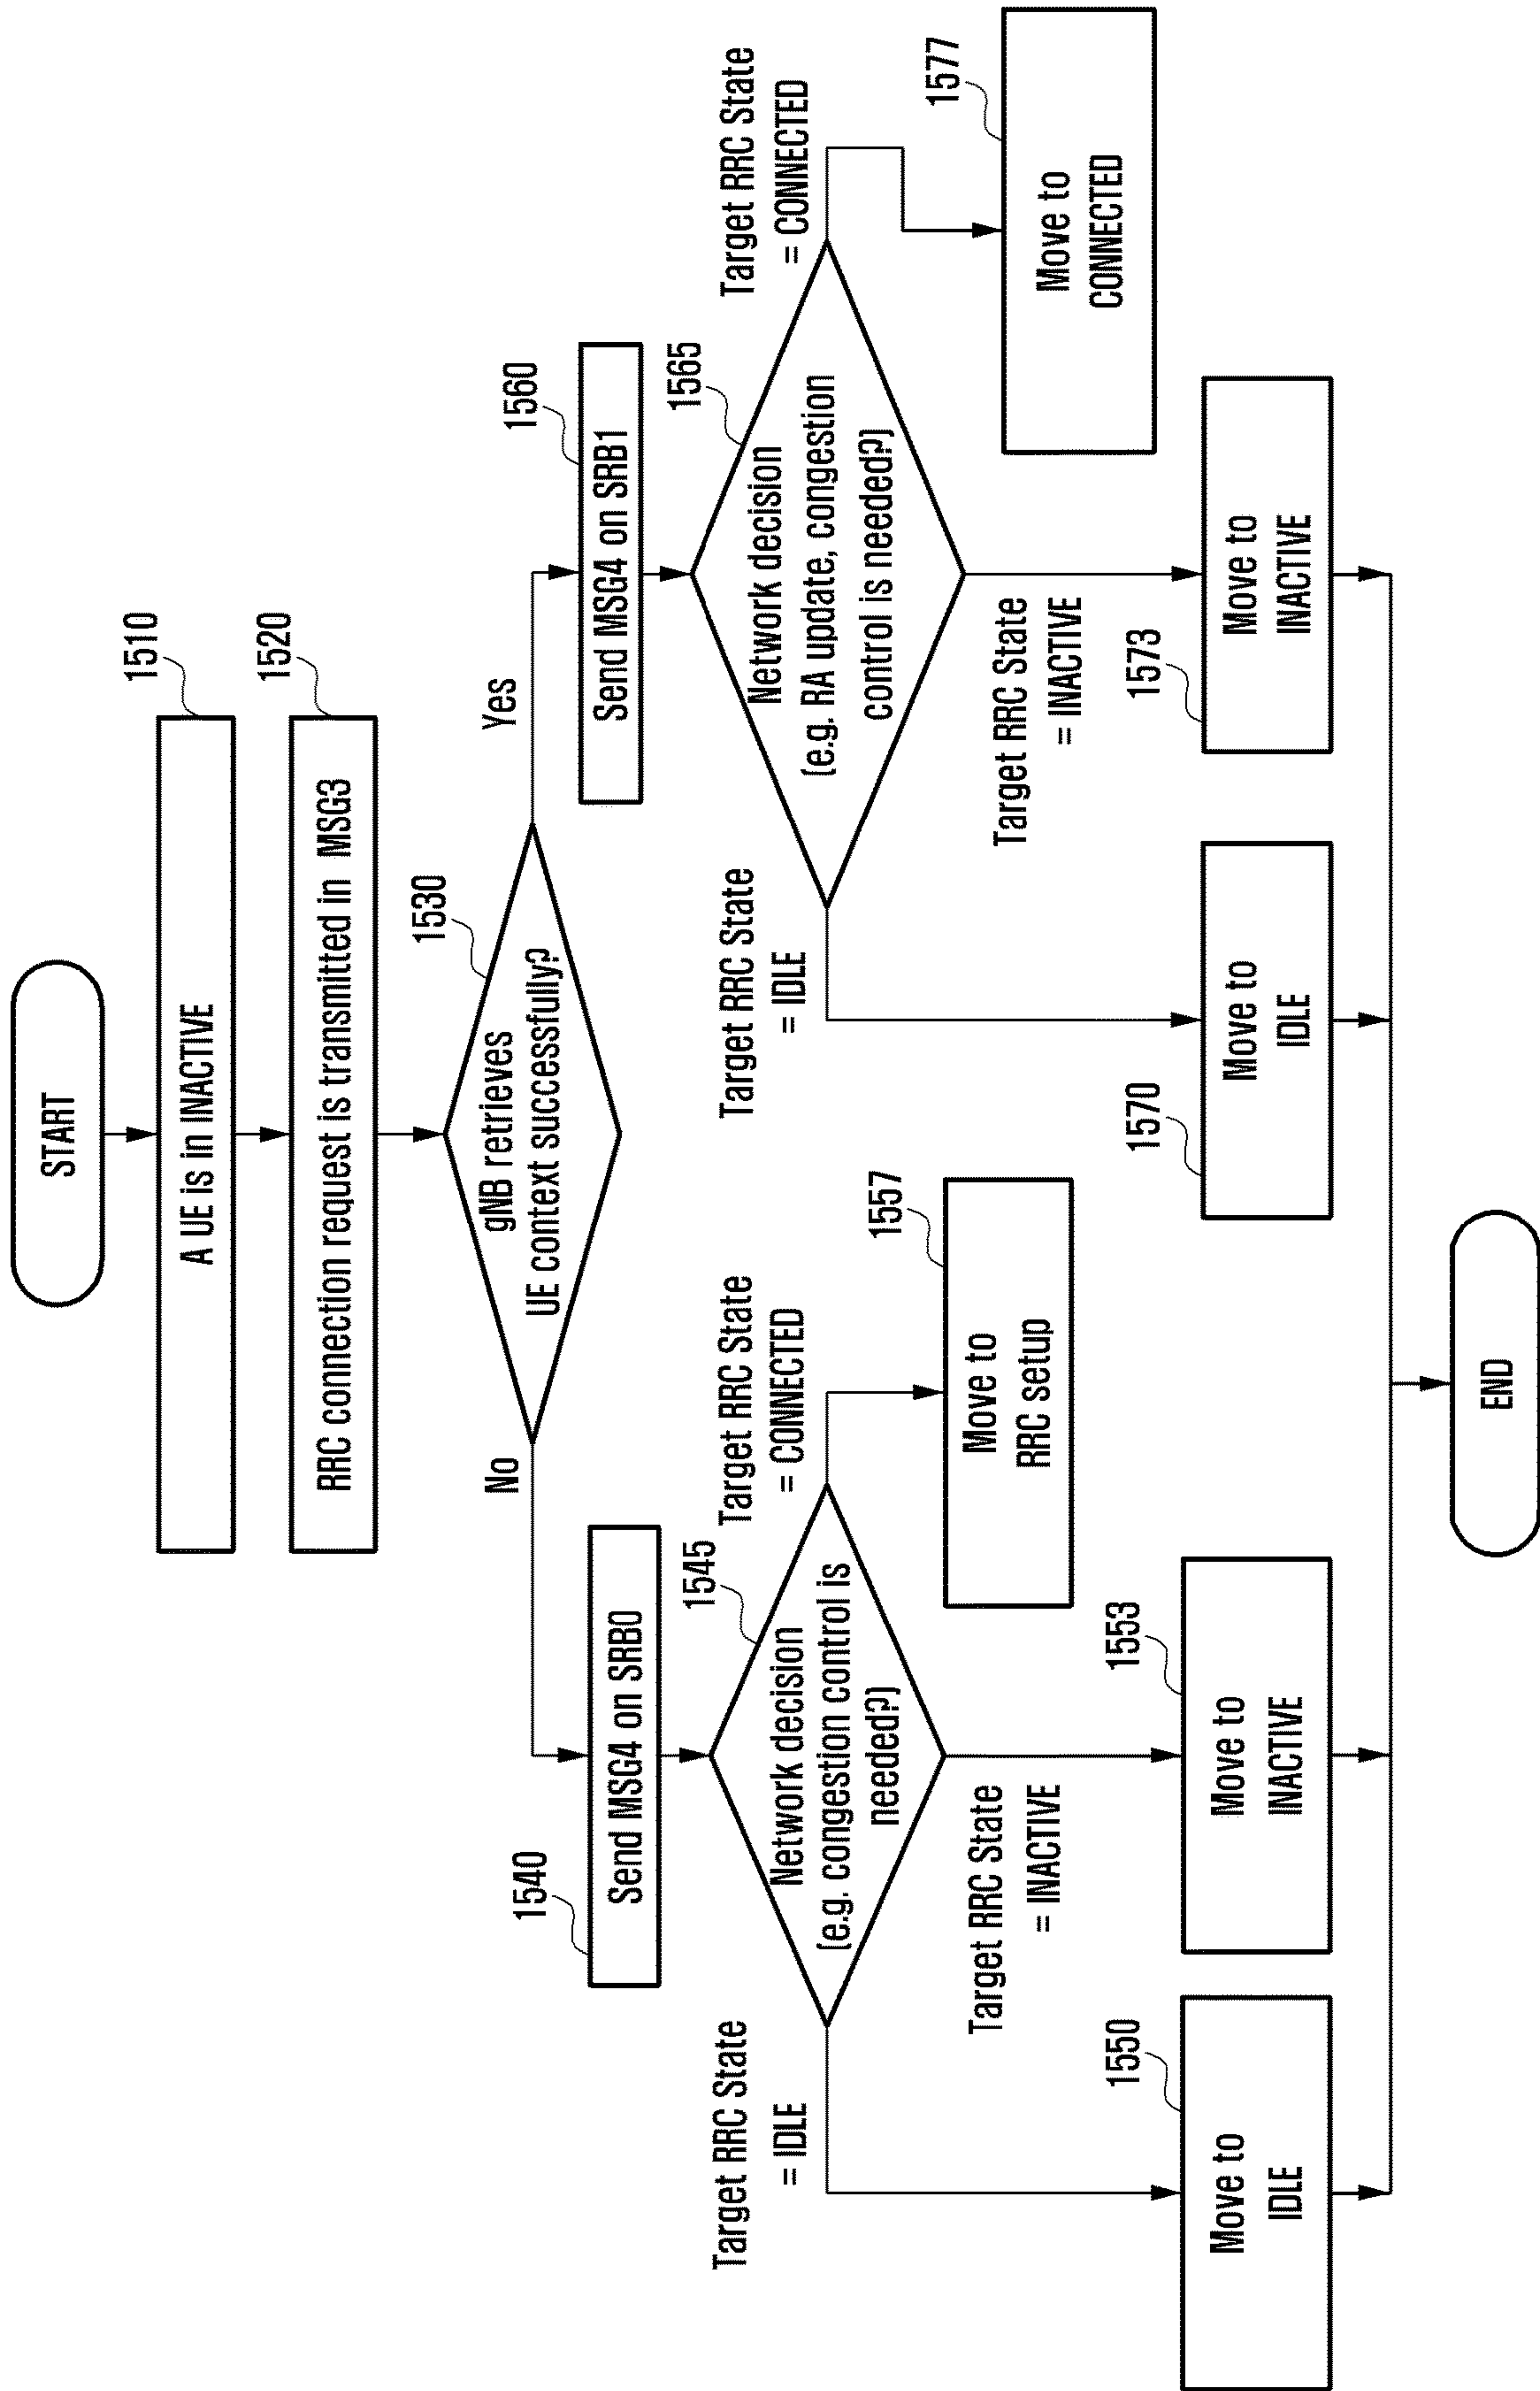 START
1510
A UE is in INACTIVE
1520
RRC connection request is transmitted in MSG3
1530
gNB retrieves
UE context successfully?
No
Yes
1540
Send MSG4 on SRB0
1560
Send MSG4 on SRB1
1545
Network decision
(e.g. congestion control is
needed?)
Target RRC State
= IDLE
Target RRC State
= INACTIVE
Target RRC State
= CONNECTED
1550
Move to
IDLE
1553
Move to
INACTIVE
1557
Move to
RRC setup
1565
Network decision
(e.g. RA update, congestion
control is needed?)
Target RRC State
= IDLE
Target RRC State
= INACTIVE
Target RRC State
= CONNECTED
1570
Move to
IDLE
1573
Move to
INACTIVE
1577
Move to
CONNECTED
END